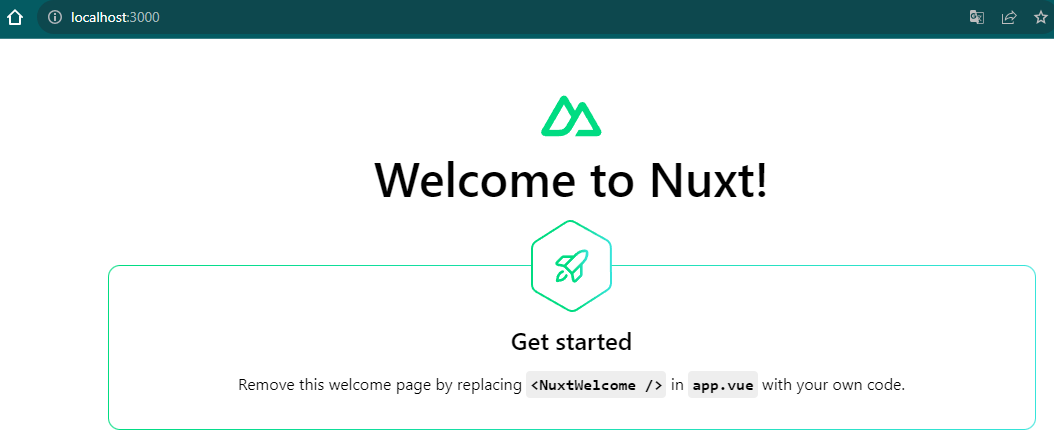 localhost:3000
Welcome to Nuxt!
Get started
Remove this welcome page by replacing <NuxtWelcome /> in app.vue with your own code.